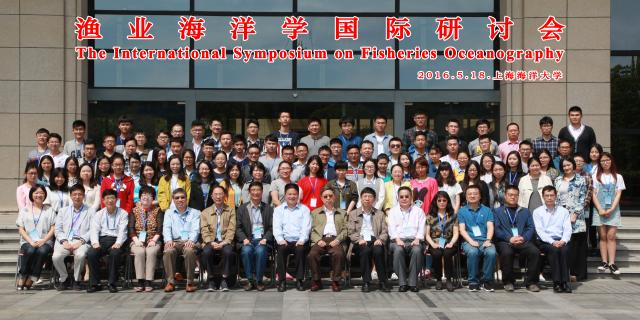 渔业海洋学国际研讨会
The International Symposium on Fisheries Oceanography
2016.5.18.上海海洋大学